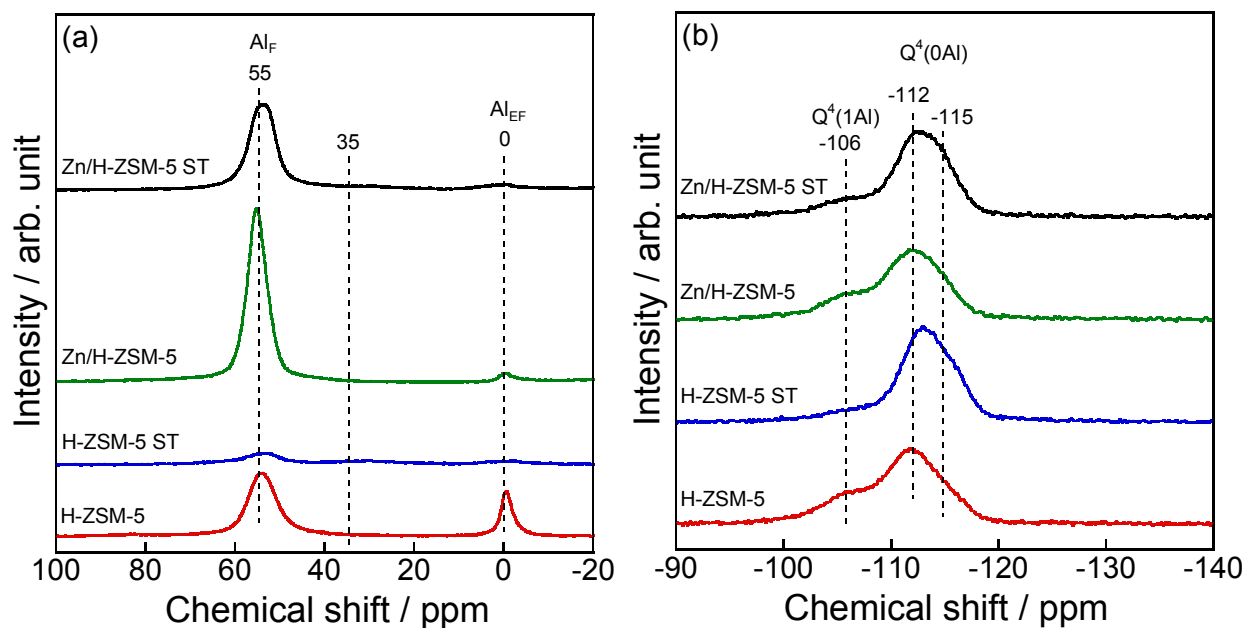 (a)
Al_F
55
Al_EF
35
0
Zn/H-ZSM-5 ST
Zn/H-ZSM-5
H-ZSM-5 ST
H-ZSM-5
Intensity / arb. unit
100 80 60 40 20 0 -20
Chemical shift / ppm
(b)
Q⁴(0Al)
-112
Q⁴(1Al)
-115
-106
Zn/H-ZSM-5 ST
Zn/H-ZSM-5
H-ZSM-5 ST
H-ZSM-5
Intensity / arb. unit
-90 -100 -110 -120 -130 -140
Chemical shift / ppm